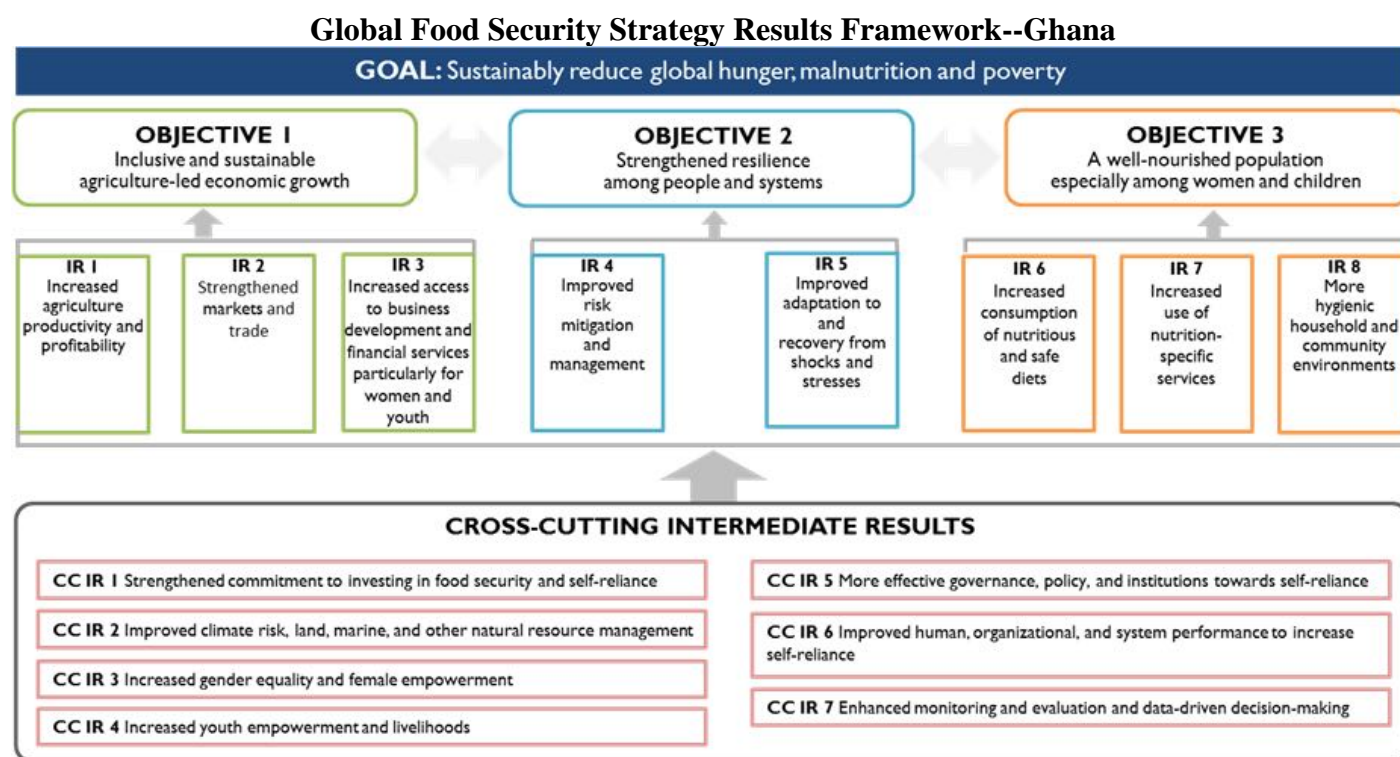 Global Food Security Strategy Results Framework--Ghana
GOAL: Sustainably reduce global hunger, malnutrition and poverty
OBJECTIVE 1
Inclusive and sustainable
agriculture-led economic growth
OBJECTIVE 2
Strengthened resilience
among people and systems
OBJECTIVE 3
A well-nourished population
especially among women and children
IR 1
Increased
agriculture
productivity and
profitability
IR 2
Strengthened
markets and
trade
IR 3
Increased access
to business
development and
financial services
particularly for
women and
youth
IR 4
Improved
risk
mitigation
and
management
IR 5
Improved
adaptation to
and
recovery from
shocks and
stresses
IR 6
Increased
consumption
of nutritious
and safe
diets
IR 7
Increased
use of
nutrition-
specific
services
IR 8
More
hygienic
household and
community
environments
CROSS-CUTTING INTERMEDIATE RESULTS
CC IR 1 Strengthened commitment to investing in food security and self-reliance
CC IR 2 Improved climate risk, land, marine, and other natural resource management
CC IR 3 Increased gender equality and female empowerment
CC IR 4 Increased youth empowerment and livelihoods
CC IR 5 More effective governance, policy, and institutions towards self-reliance
CC IR 6 Improved human, organizational, and system performance to increase
self-reliance
CC IR 7 Enhanced monitoring and evaluation and data-driven decision-making